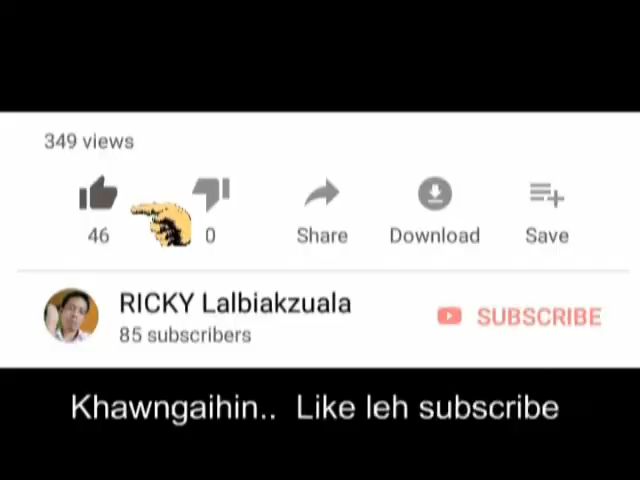 349 views
46 0 Share Download Save
RICKY Lalbiakzuala
85 subscribers
SUBSCRIBE
Khawngaihin.. Like leh subscribe